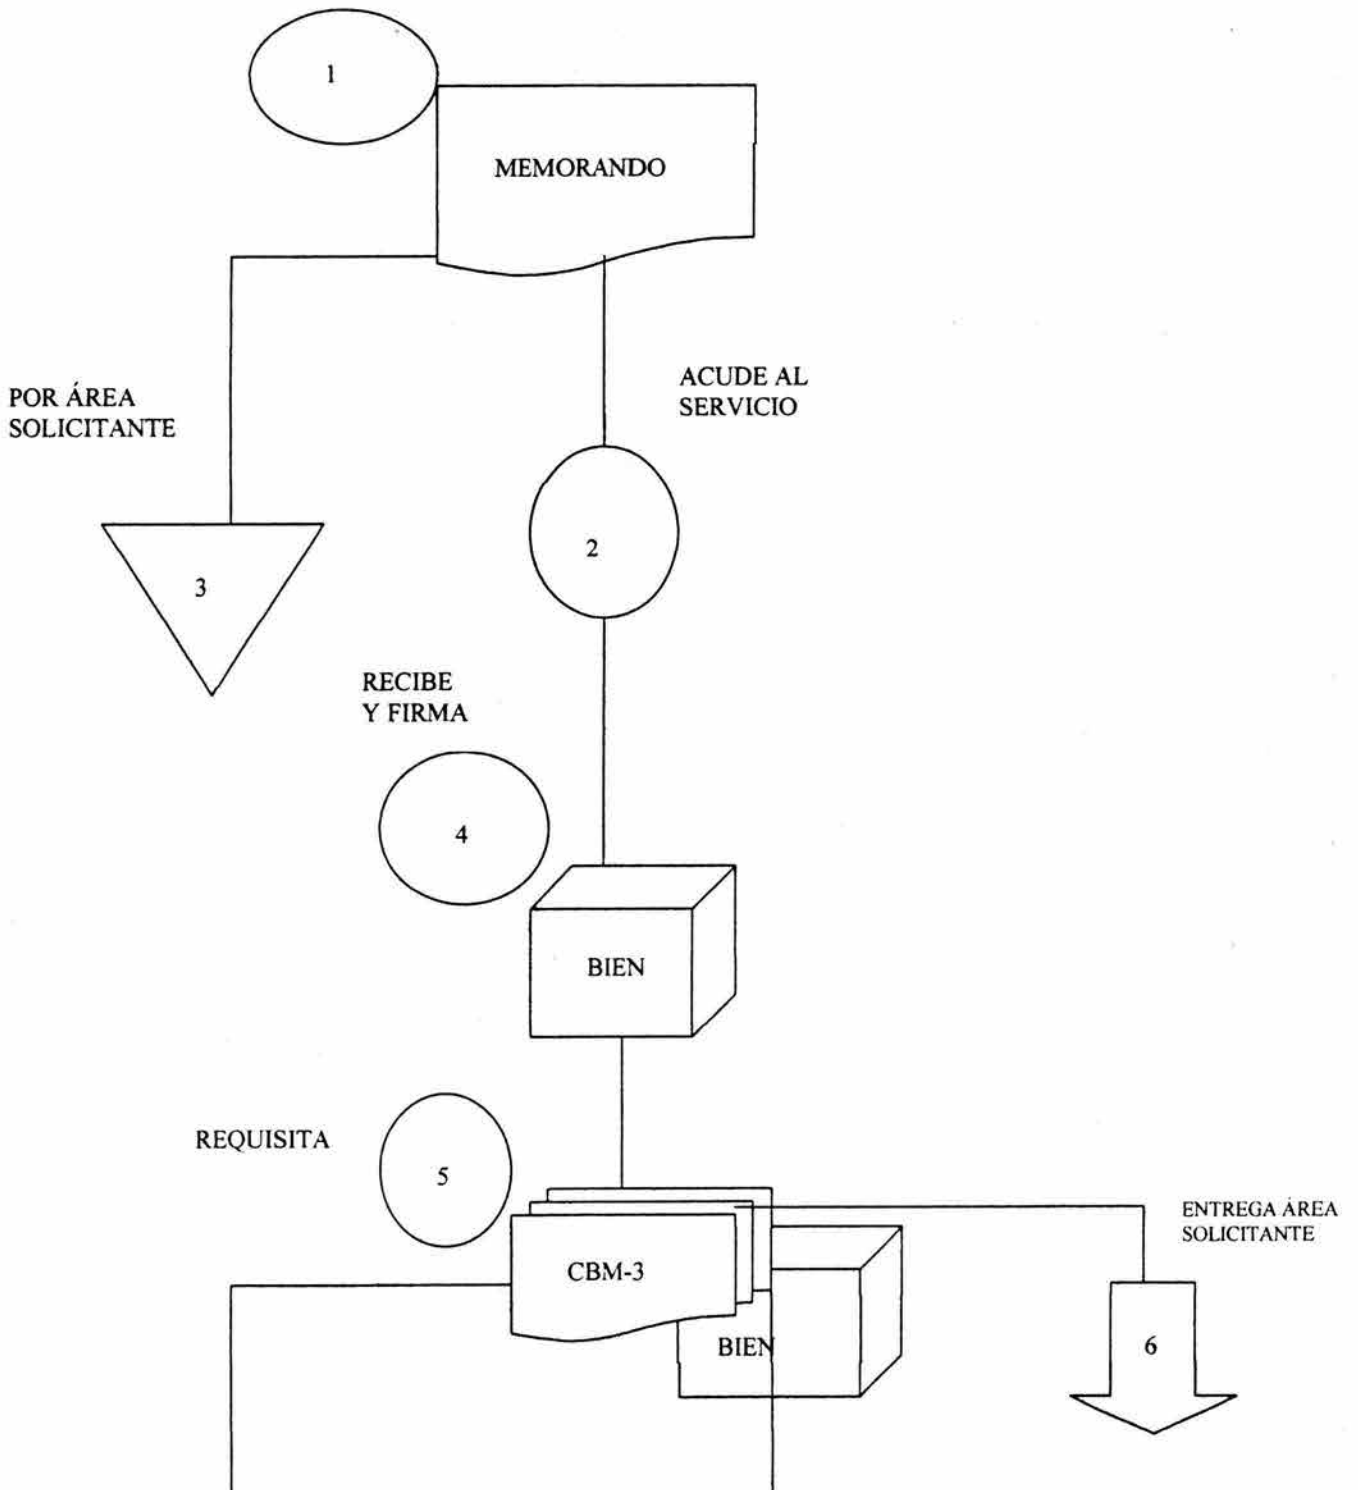 1
MEMORANDO
POR ÁREA
SOLICITANTE
ACUDE AL
SERVICIO
2
3
RECIBE
Y FIRMA
4
BIEN
REQUISITA
5
CBM-3
ENTREGA ÁREA
SOLICITANTE
BIEN
6